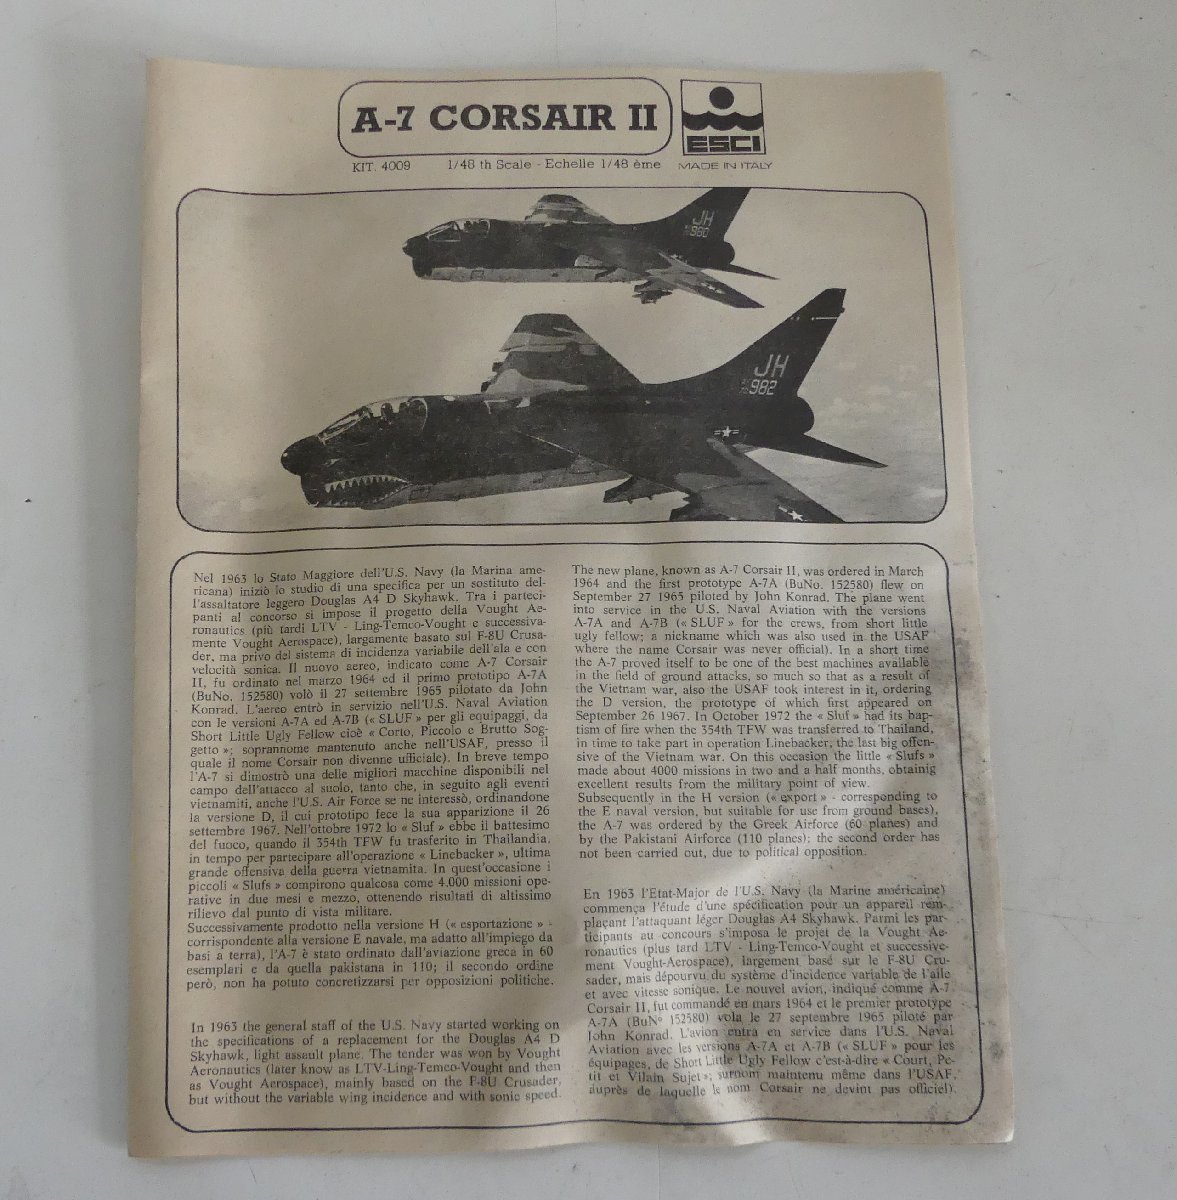 A-7 CORSAIR II
ESCI
KIT. 4009 1/48 th Scale - Echelle 1/48 ème MADE IN ITALY
JH
980
JH
982
Nel 1963 lo Stato Maggiore dell'U.S. Navy (la Marina ame-
ricana) iniziò lo studio di una specifica per un sostituto del-
l'assaltatore leggero Douglas A4 D Skyhawk. Tra i parteci-
panti al concorso si impose il progetto della Vought Ae-
ronautics (più tardi LTV - Ling-Temco-Vought e successiva-
mente Vought Aerospace), largamente basato sul F-8U Crusa-
der, ma privo del sistema di incidenza variabile dell'ala e con
velocità sonica. Il nuovo aereo, indicato come A-7 Corsair
II, fu ordinato nel marzo 1964 ed il primo prototipo A-7A
(BuNo. 152580) volò il 27 settembre 1965 pilotato da John
Konrad. L'aereo entrò in servizio nell'U.S. Naval Aviation
con le versioni A-7A ed A-7B (« SLUF » per gli equipaggi, da
Short Little Ugly Fellow cioè « Corto, Piccolo e Brutto Sog-
getto »; soprannome mantenuto anche nell'USAF, presso il
quale il nome Corsair non divenne ufficiale). In breve tempo
l'A-7 si dimostrò una delle migliori macchine disponibili nel
campo dell'attacco al suolo, tanto che, in seguito agli eventi
vietnamiti, anche l'U.S. Air Force se ne interessò, ordinandone
la versione D, il cui prototipo fece la sua apparizione il 26
settembre 1967. Nell'ottobre 1972 lo « Sluf » ebbe il battesimo
del fuoco, quando il 354th TFW fu trasferito in Thailandia,
in tempo per partecipare all'operazione « Linebacker », ultima
grande offensiva della guerra vietnamita. In quest'occasione i
piccoli « Slufs » compirono qualcosa come 4.000 missioni ope-
rative in due mesi e mezzo, ottenendo risultati di altissimo
rilievo dal punto di vista militare.
Successivamente prodotto nella versione H (« esportazione » -
corrispondente alla versione E navale, ma adatto all'impiego da
basi a terra), l'A-7 è stato ordinato dall'aviazione greca in 60
esemplari e da quella pakistana in 110; il secondo ordine
però, non ha potuto concretizzarsi per opposizioni politiche.
In 1963 the general staff of the U.S. Navy started working on
the specifications of a replacement for the Douglas A4 D
Skyhawk, light assault plane. The tender was won by Vought
Aeronautics (later know as LTV-Ling-Temco-Vought and then
as Vought Aerospace), mainly based on the F-8U Crusader,
but without the variable wing incidence and with sonic speed.
The new plane, known as A-7 Corsair II, was ordered in March
1964 and the first prototype A-7A (BuNo. 152580) flew on
September 27 1965 piloted by John Konrad. The plane went
into service in the U.S. Naval Aviation with the versions
A-7A and A-7B (« SLUF » for the crews, from short little
ugly fellow; a nickname which was also used in the USAF
where the name Corsair was never official). In a short time
the A-7 proved itself to be one of the best machines available
in the field of ground attacks, so much so that as a result of
the Vietnam war, also the USAF took interest in it, ordering
the D version, the prototype of which first appeared on
September 26 1967. In October 1972 the « Sluf » had its bap-
tism of fire when the 354th TFW was transferred to Thailand,
in time to take part in operation Linebacker, the last big offen-
sive of the Vietnam war. On this occasion the little « Slufs »
made about 4000 missions in two and a half months, obtainig
excellent results from the military point of view.
Subsequently in the H version (« export » - corresponding to
the E naval version, but suitable for use from ground bases),
the A-7 was ordered by the Greek Airforce (60 planes) and
by the Pakistani Airforce (110 planes); the second order has
not been carried out, due to political opposition.
En 1963 l'Etat-Major de l'U.S. Navy (la Marine américaine)
commença l'étude d'une spécification pour un appareil rem-
plaçant l'attaquant léger Douglas A4 Skyhawk. Parmi les par-
ticipants au concours s'imposa le projet de la Vought Ae-
ronautics (plus tard LTV - Ling-Temco-Vought et successive-
ment Vought-Aerospace), largement basé sur le F-8U Cru-
sader, mais dépourvu du système d'incidence variable de l'aile
et avec vitesse sonique. Le nouvel avion, indiqué comme A-7
Corsair II, fut commandé en mars 1964 et le premier prototype
A-7A (BuN° 152580) vola le 27 septembre 1965 piloté par
John Konrad. L'avion entra en service dans l'U.S. Naval
Aviation avec les versions A-7A et A-7B (« SLUF » pour les
équipages, de Short Little Ugly Fellow c'est-à-dire « Court, Pe-
tit et Vilain Sujet »; surnom maintenu même dans l'USAF,
auprès de laquelle le nom Corsair ne devint pas officiel).